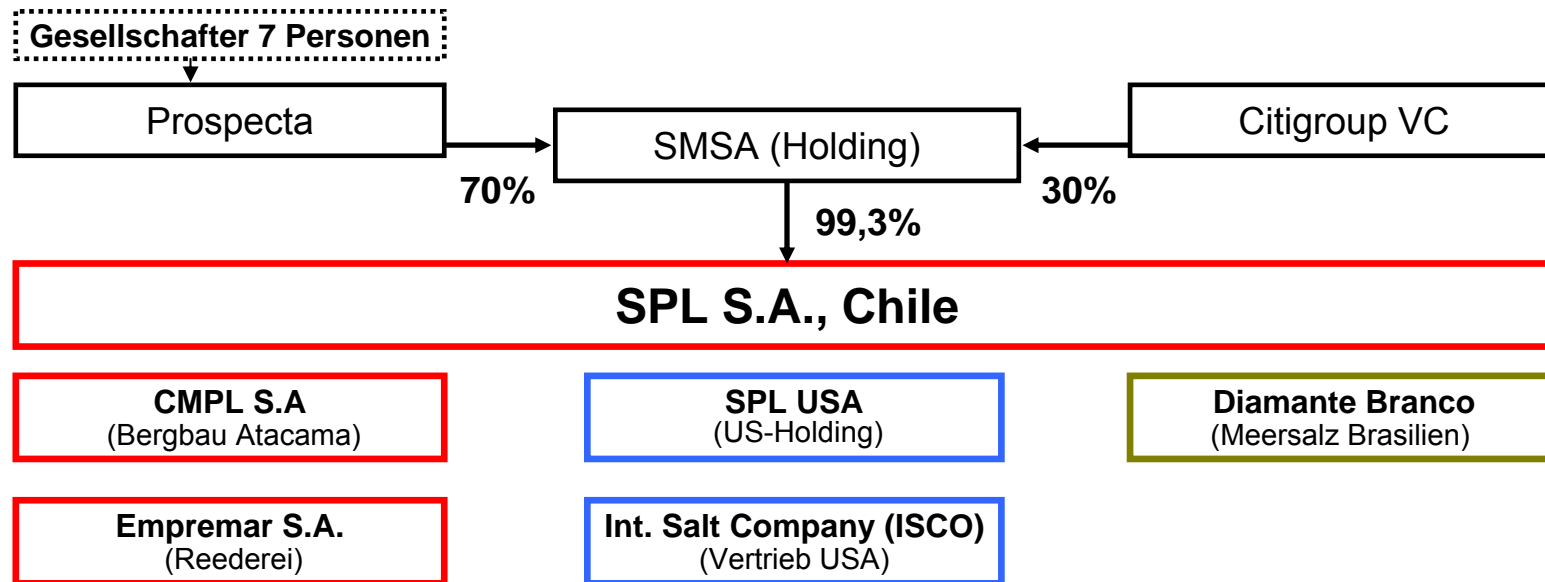 Gesellschafter 7 Personen
Prospecta
SMSA (Holding)
Citigroup VC
70%
30%
99,3%
SPL S.A., Chile
CMPL S.A
(Bergbau Atacama)
SPL USA
(US-Holding)
Diamante Branco
(Meersalz Brasilien)
Empremar S.A.
(Reederei)
Int. Salt Company (ISCO)
(Vertrieb USA)